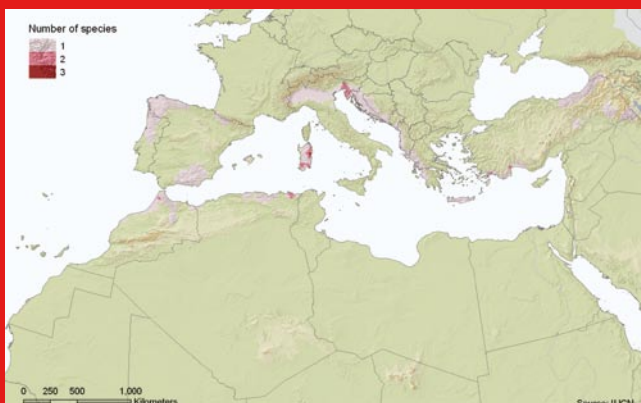 Number of species
1
2
3
0 250 500 1,000
Kilometers
Source: IUCN